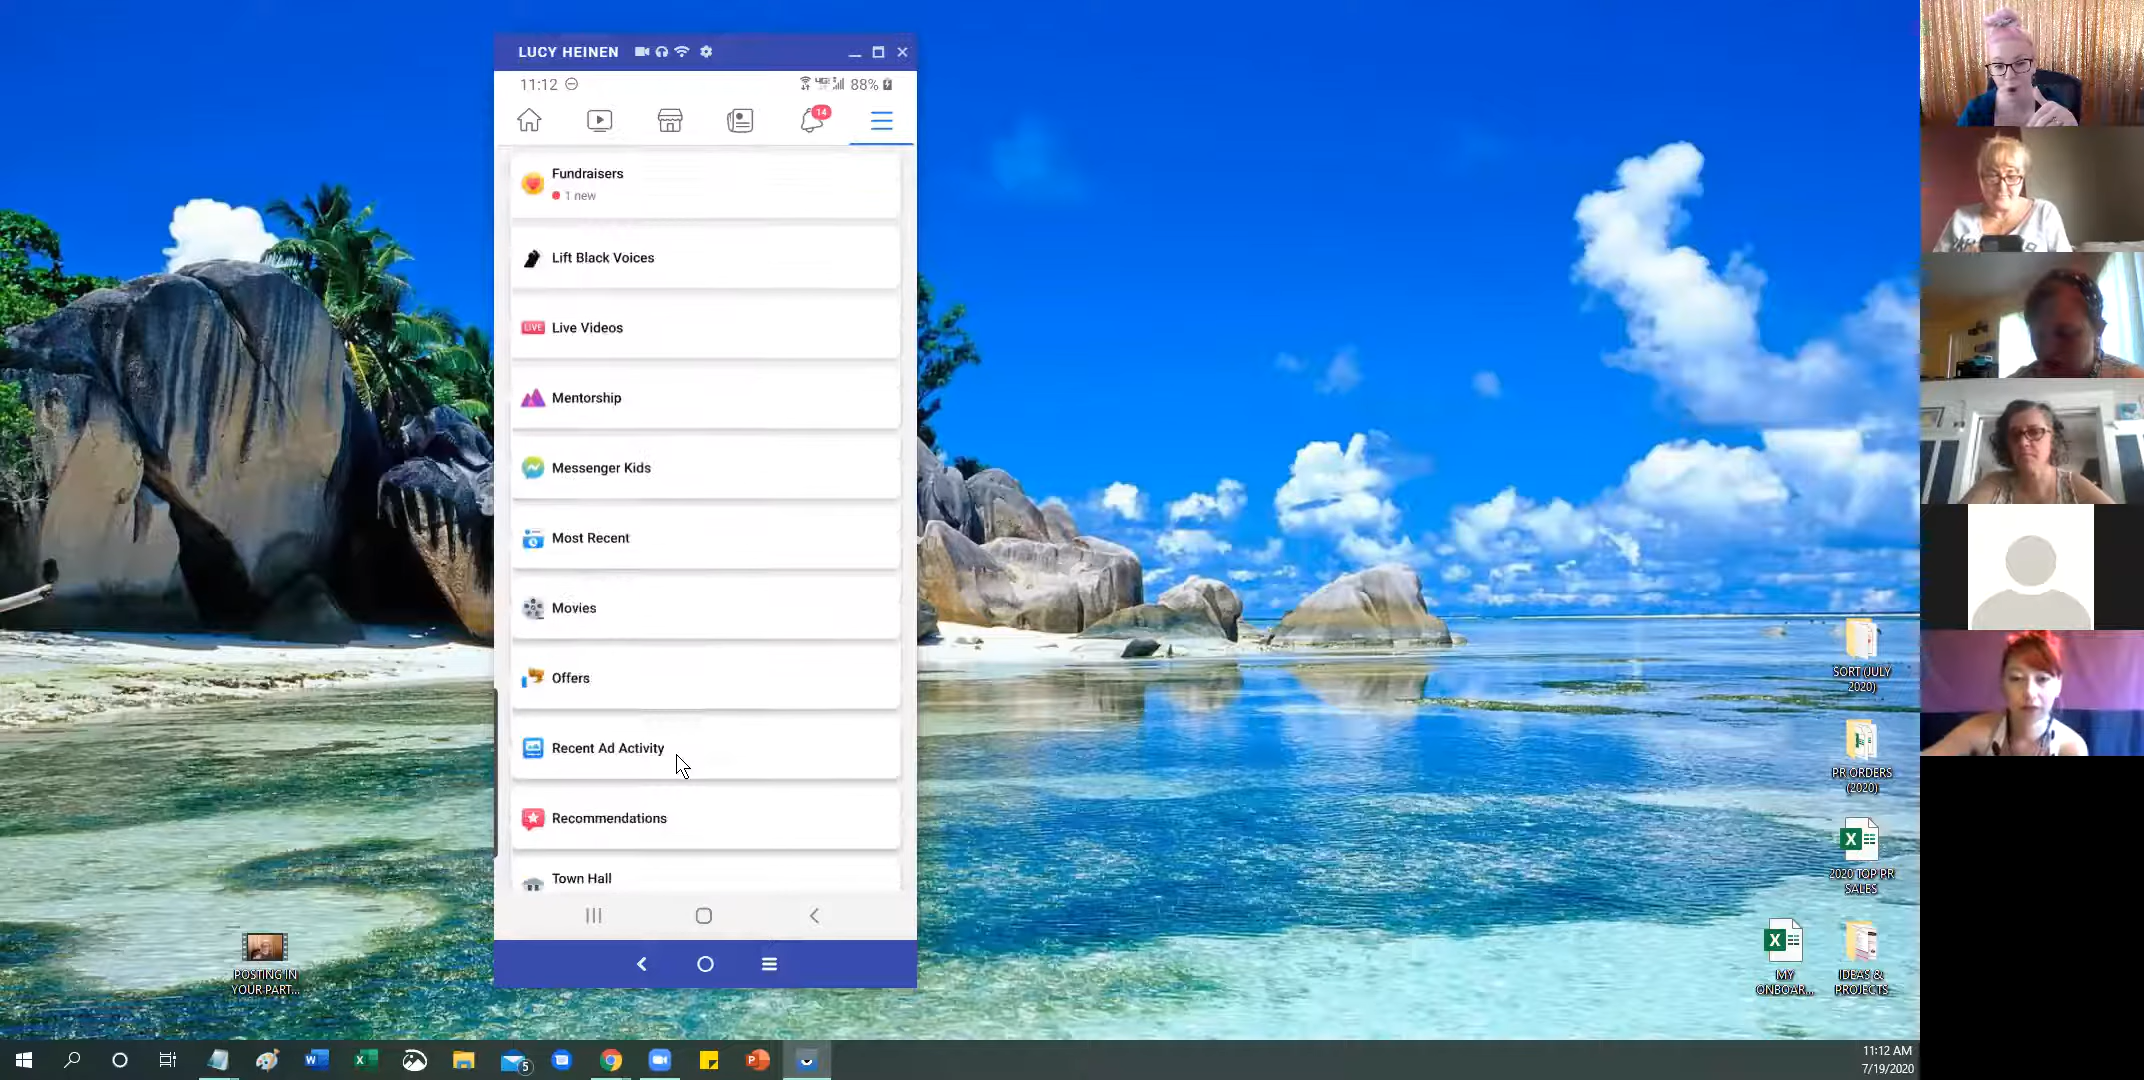 LUCY HEINEN
11:12
88%
14
Fundraisers
1 new
Lift Black Voices
LIVE
Live Videos
Mentorship
Messenger Kids
Most Recent
Movies
Offers
Recent Ad Activity
Recommendations
Town Hall
SORT (JULY
2020)
PR ORDERS
(2020)
2020 TOP PR
SALES
MY
ONBOAR...
IDEAS &
PROJECTS
POSTING IN
YOUR PART...
5
11:12 AM
7/19/2020